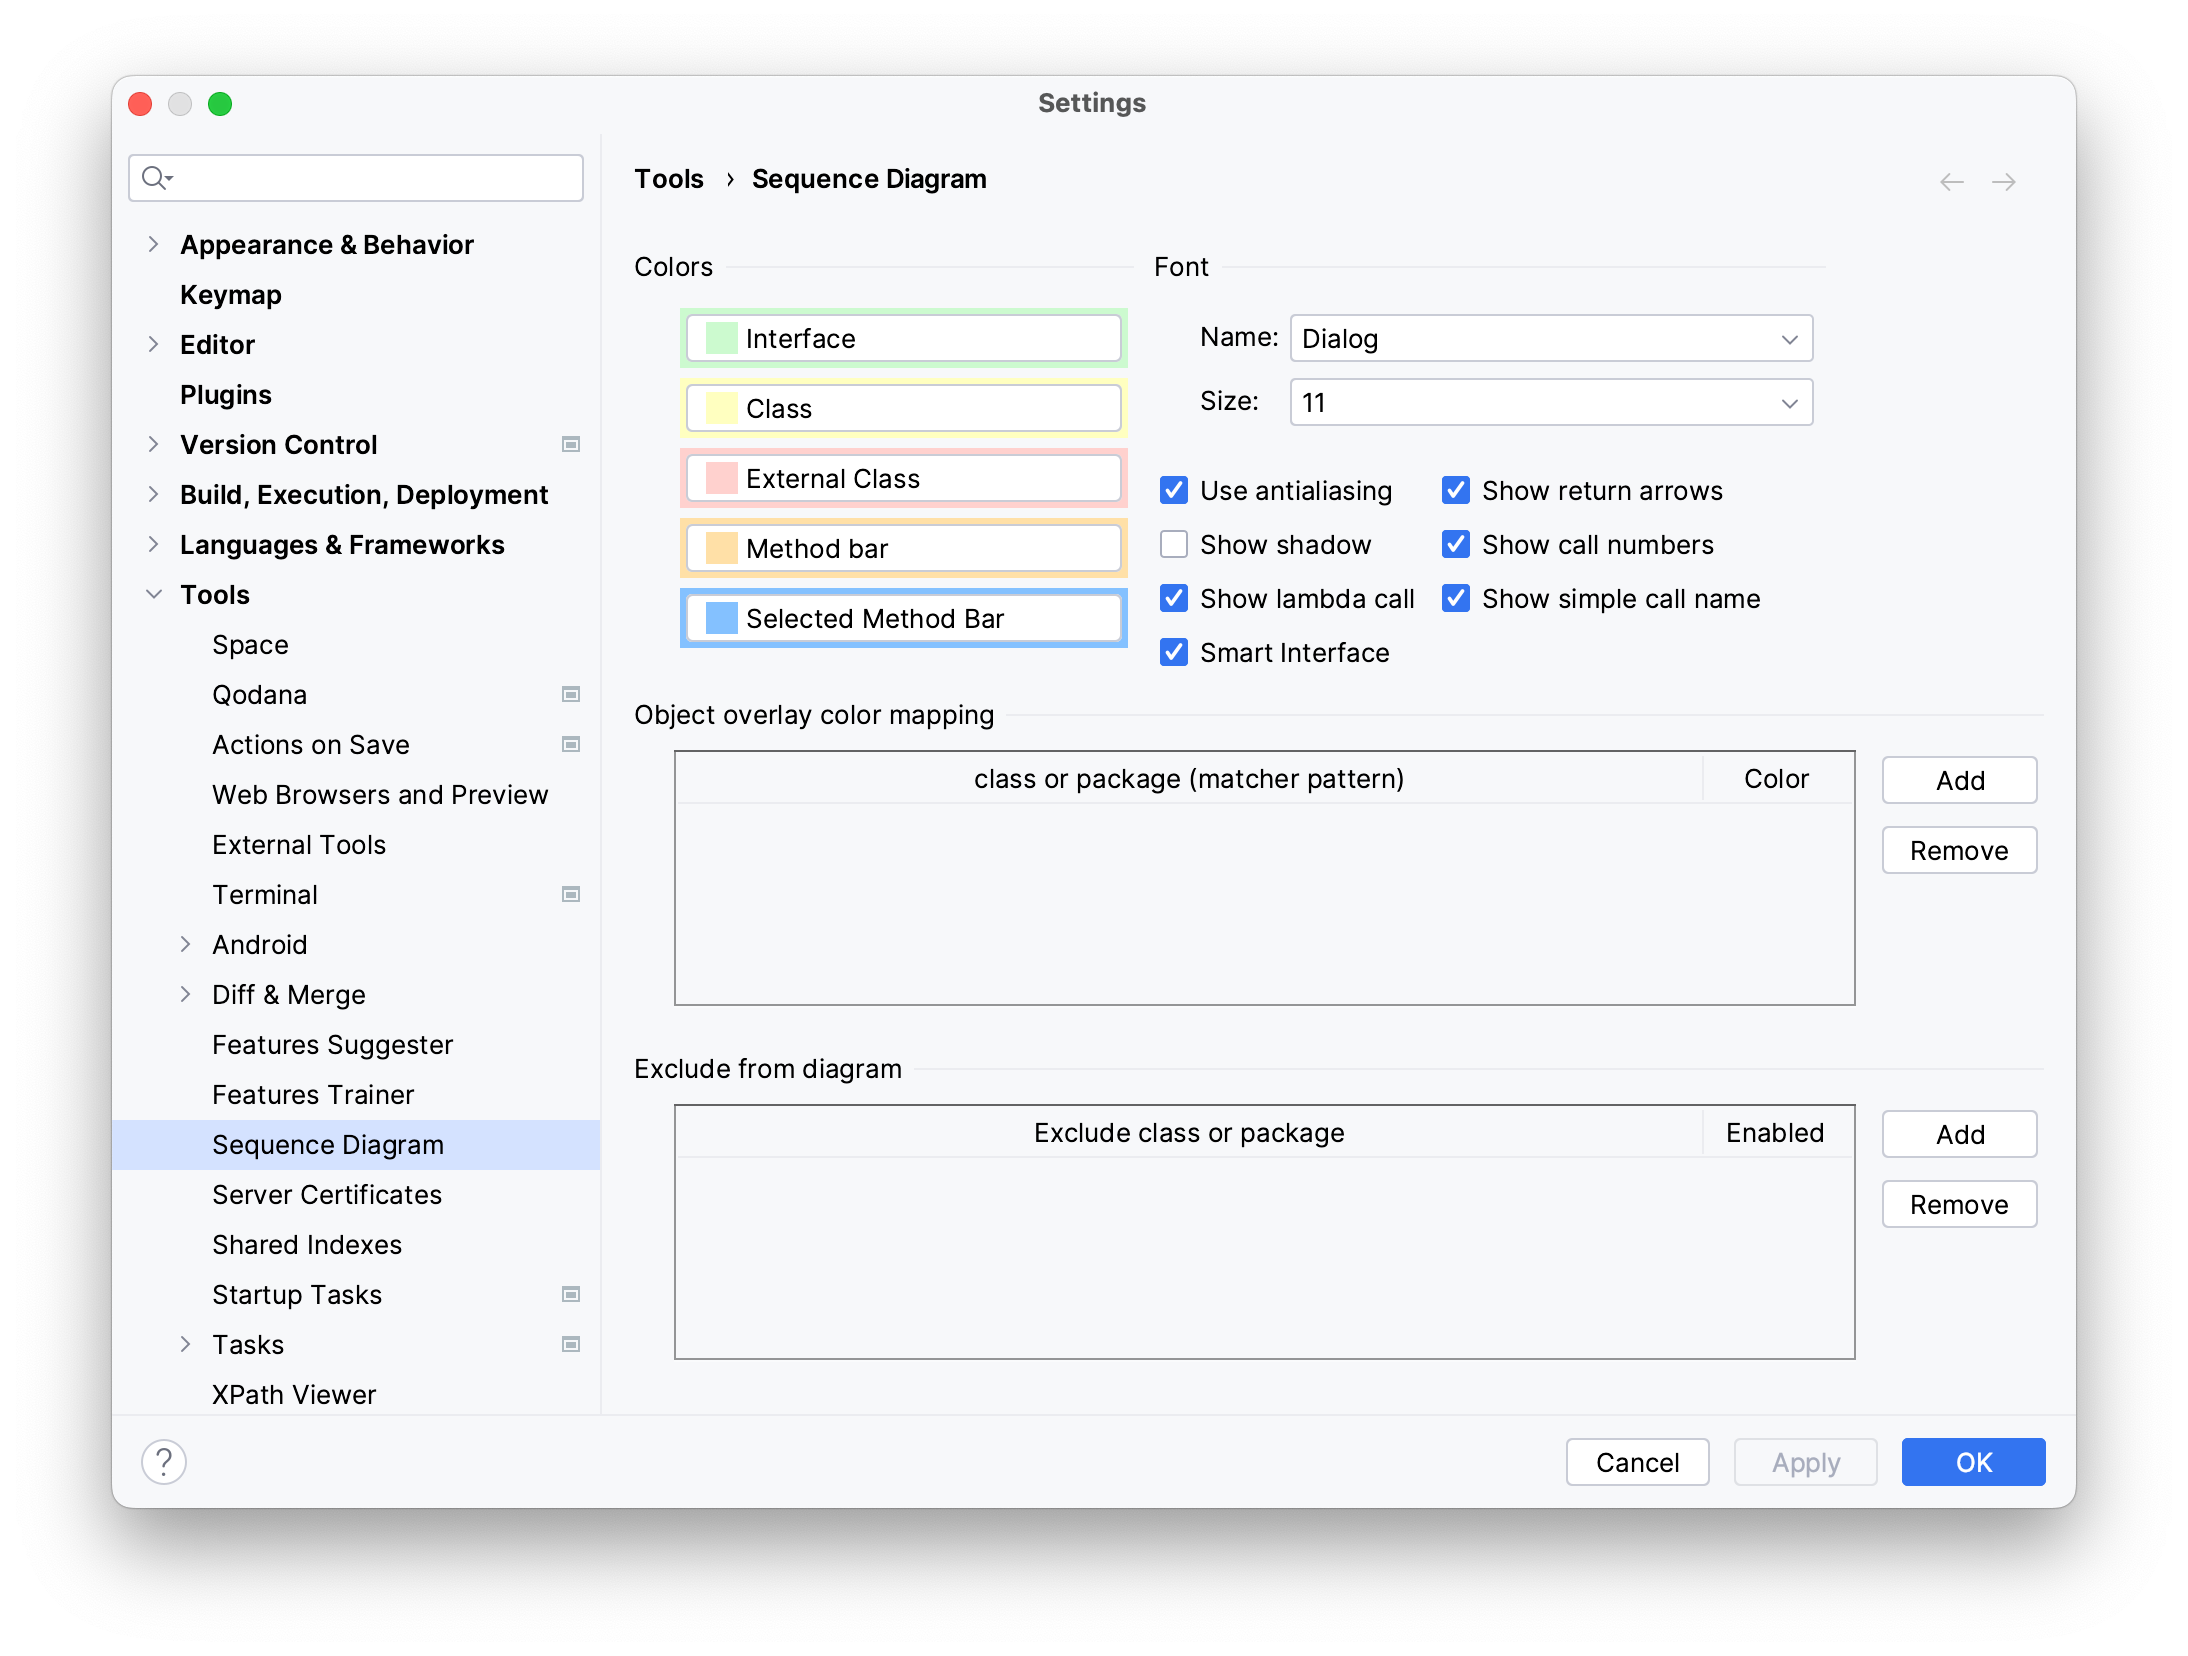 Settings
Appearance & Behavior
Keymap
Editor
Plugins
Version Control
Build, Execution, Deployment
Languages & Frameworks
Tools
Space
Qodana
Actions on Save
Web Browsers and Preview
External Tools
Terminal
Android
Diff & Merge
Features Suggester
Features Trainer
Sequence Diagram
Server Certificates
Shared Indexes
Startup Tasks
Tasks
XPath Viewer
Tools › Sequence Diagram
Colors
Interface
Class
External Class
Method bar
Selected Method Bar
Font
Name: Dialog
Size: 11
Use antialiasing Show return arrows
Show shadow Show call numbers
Show lambda call Show simple call name
Smart Interface
Object overlay color mapping
class or package (matcher pattern) Color
Add
Remove
Exclude from diagram
Exclude class or package Enabled
Add
Remove
? Cancel Apply OK